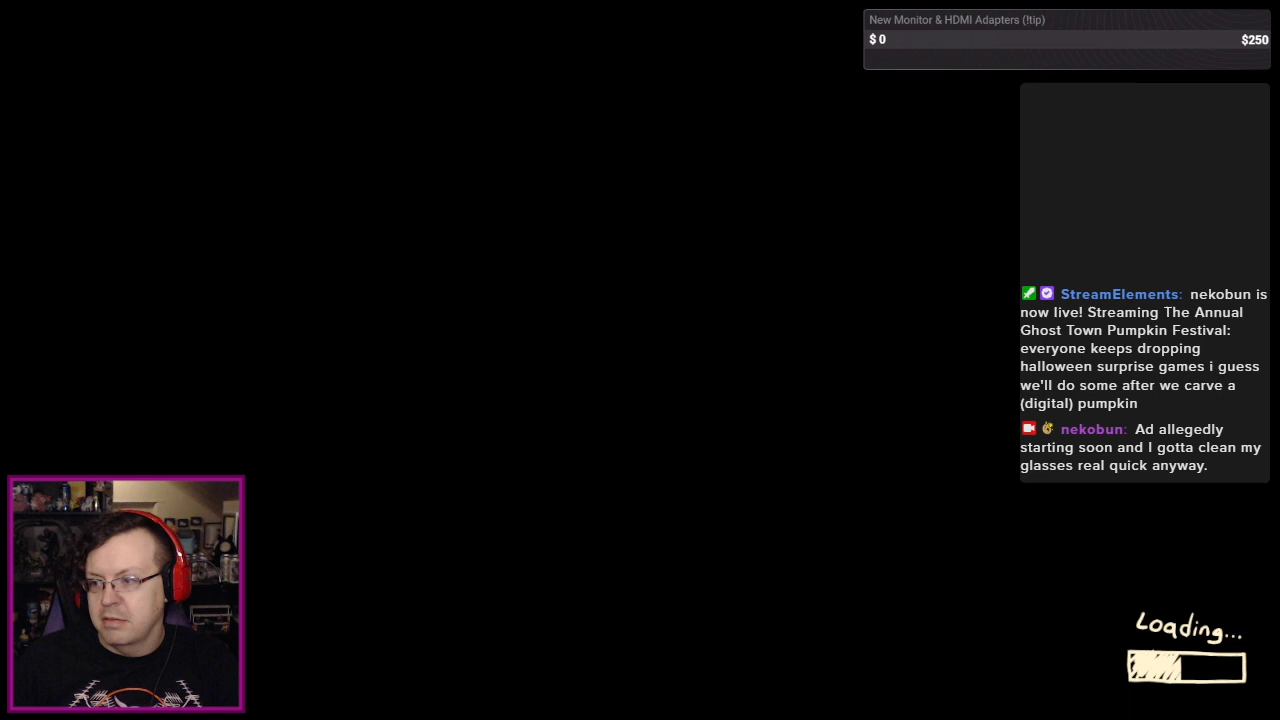 New Monitor & HDMI Adapters (!tip)
$ 0 $250
StreamElements: nekobun is
now live! Streaming The Annual
Ghost Town Pumpkin Festival:
everyone keeps dropping
halloween surprise games i guess
we'll do some after we carve a
(digital) pumpkin
nekobun: Ad allegedly
starting soon and I gotta clean my
glasses real quick anyway.
Loading...